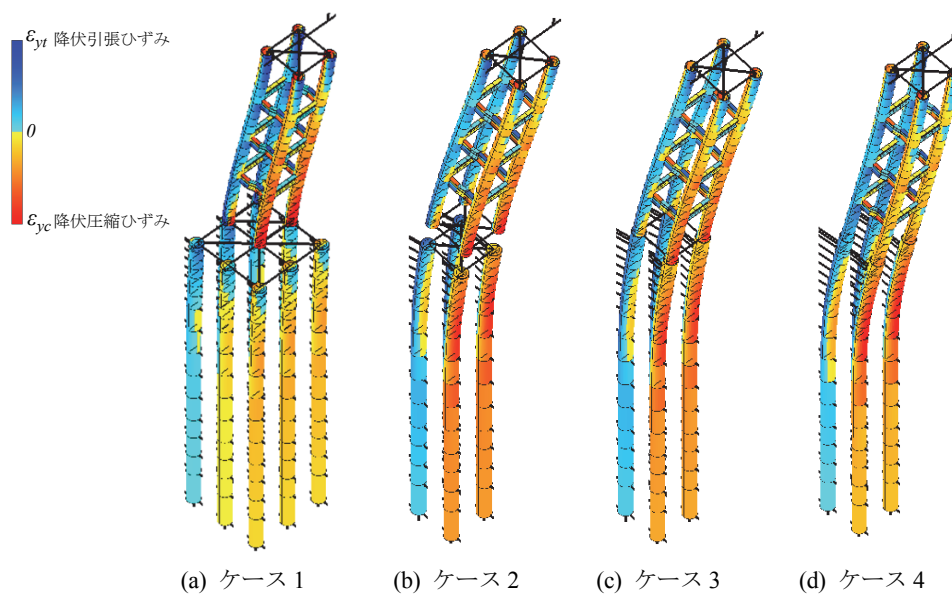 εyt 降伏引張ひずみ
0
εyc 降伏圧縮ひずみ
(a) ケース 1
(b) ケース 2
(c) ケース 3
(d) ケース 4